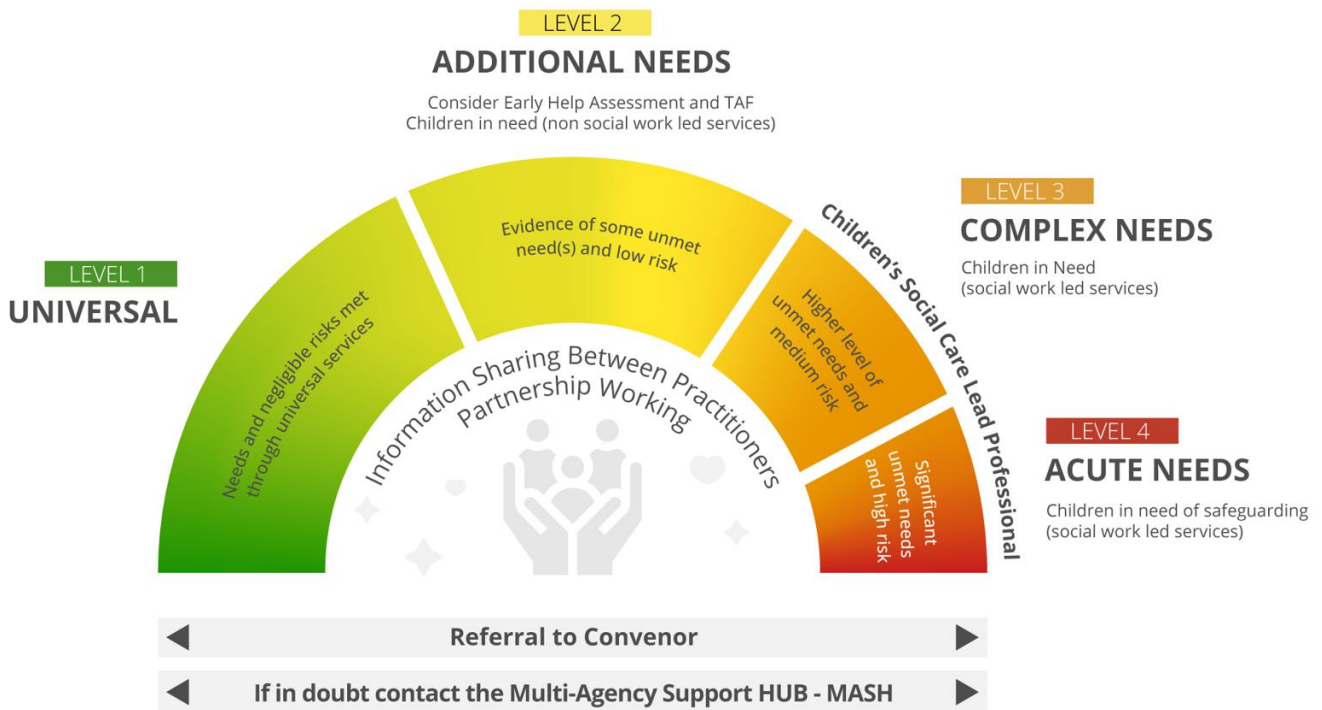 LEVEL 2
ADDITIONAL NEEDS
Consider Early Help Assessment and TAF
Children in need (non social work led services)
LEVEL 1
UNIVERSAL
Needs and negligible risks met
through universal services
Evidence of some unmet
need(s) and low risk
Higher level of
unmet needs and
medium risk
Significant
unmet needs
and high risk
Children's Social Care Lead Professional
LEVEL 3
COMPLEX NEEDS
Children in Need
(social work led services)
LEVEL 4
ACUTE NEEDS
Children in need of safeguarding
(social work led services)
Information Sharing Between Practitioners
Partnership Working
Referral to Convenor
If in doubt contact the Multi-Agency Support HUB - MASH